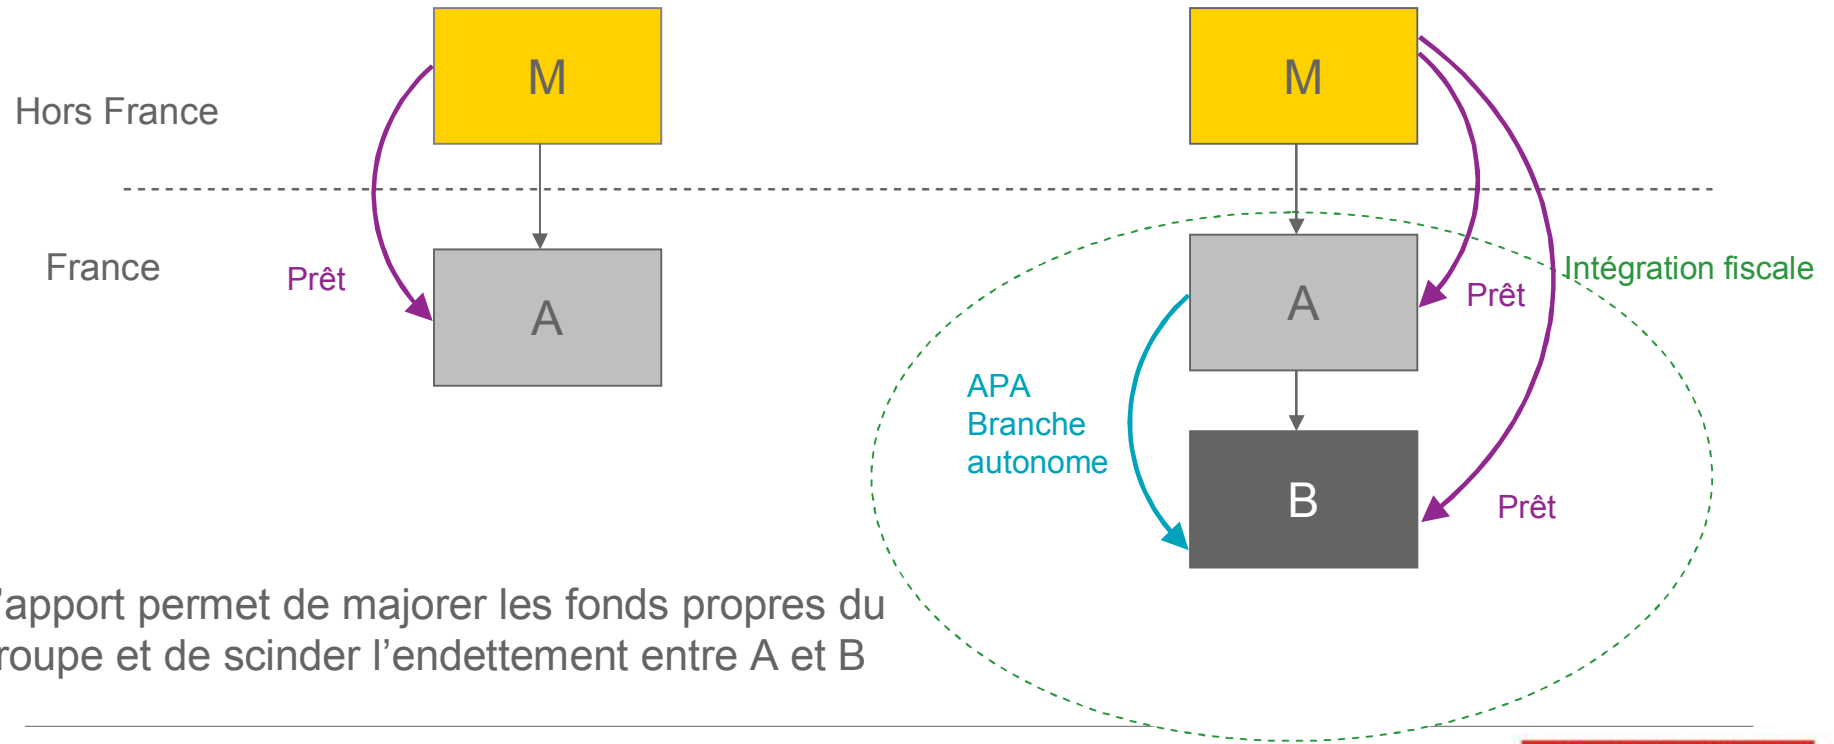 M
M
Hors France
France
Prêt
A
A
Prêt
Intégration fiscale
APA
Branche
autonome
B
Prêt
’apport permet de majorer les fonds propres du
roupe et de scinder l’endettement entre A et B